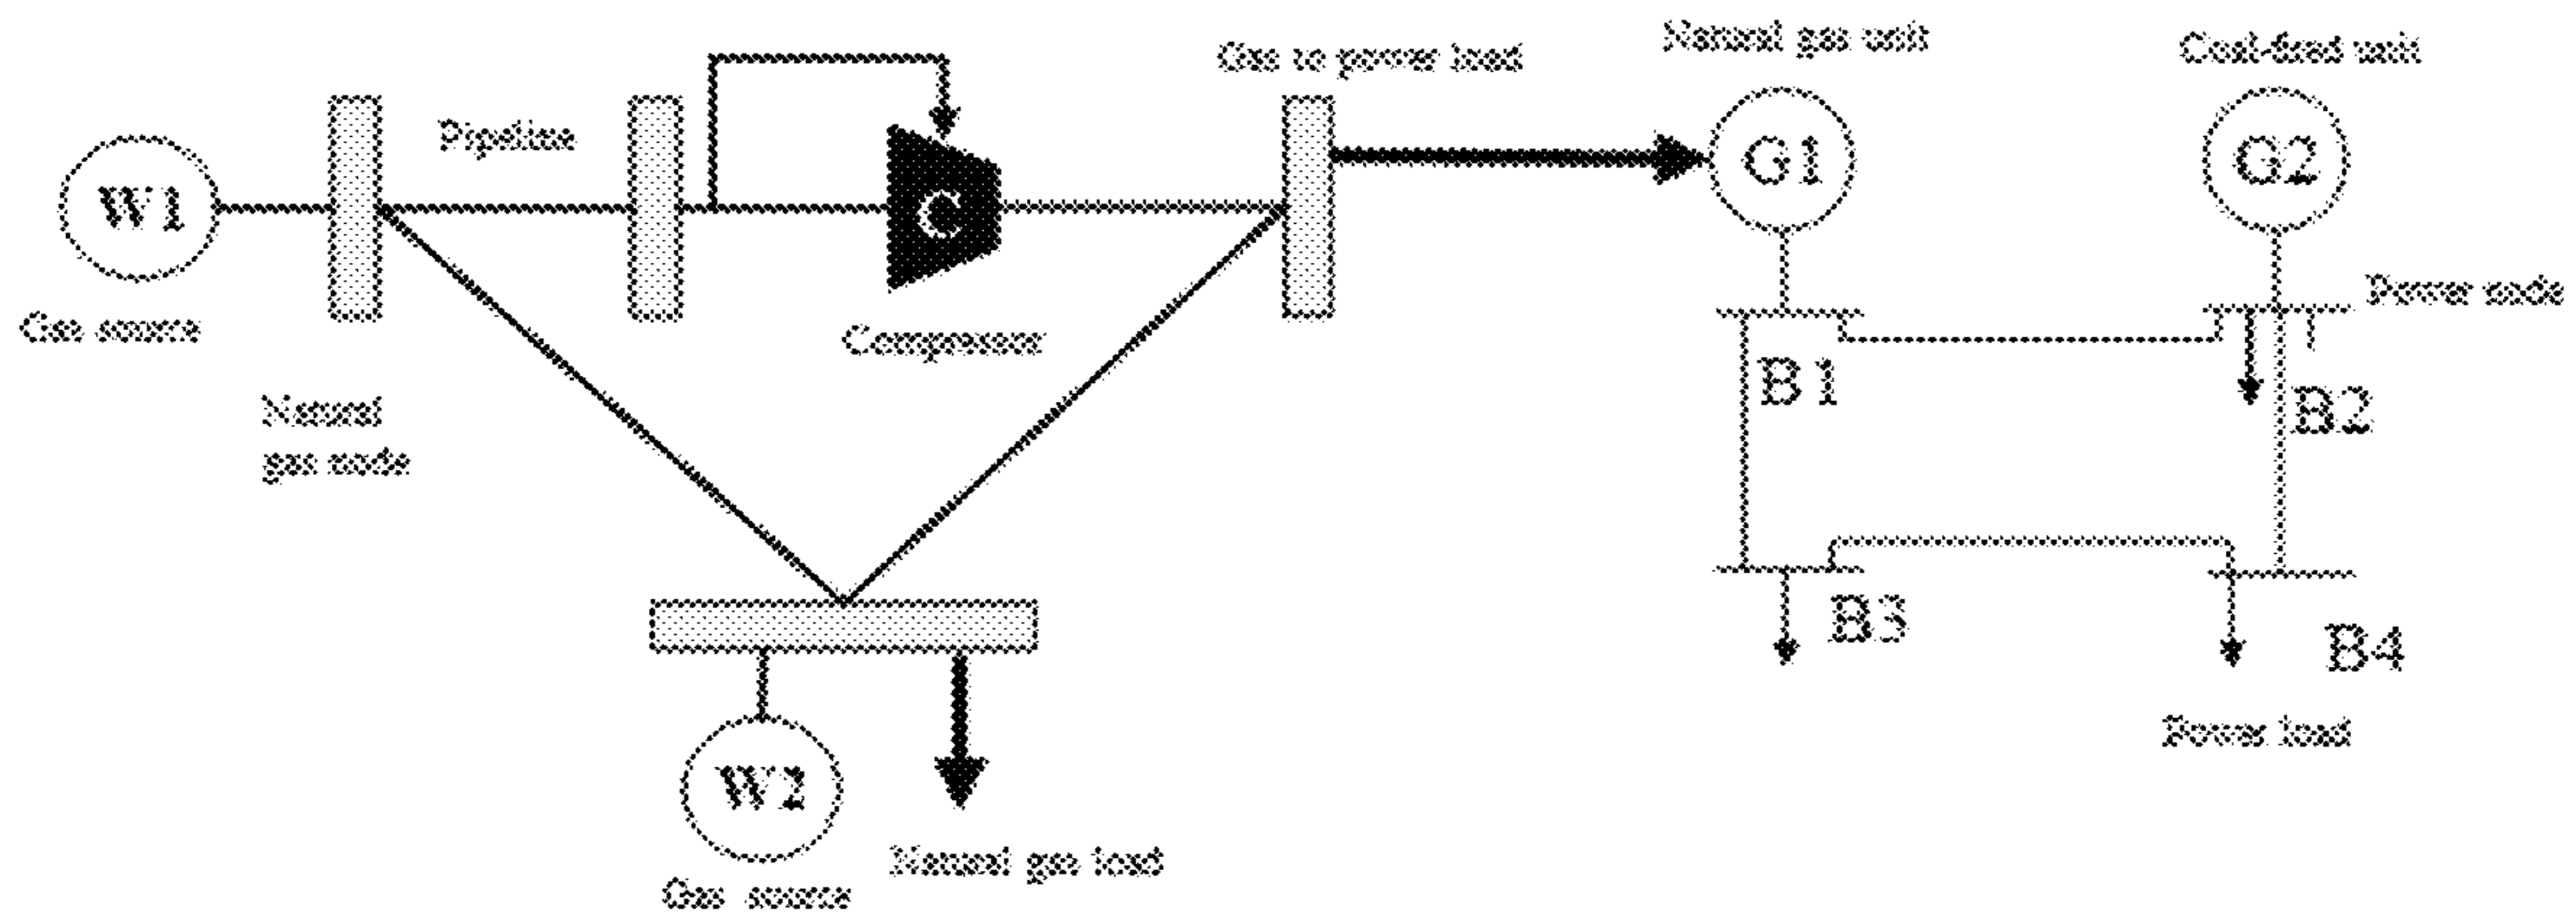 Natural gas unit
Coal-fired unit
Gas to power load
Pipeline
W1
C
G1
G2
Gas source
Compressor
Power node
B1
B2
Natural
gas node
B3
B4
Power load
W2
Natural gas load
Gas source